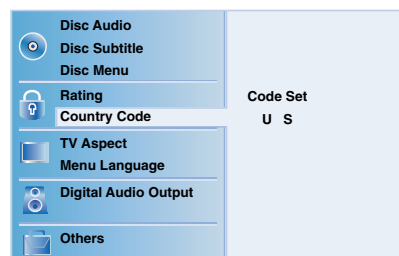 Disc Audio
Disc Subtitle
Disc Menu
Rating
Country Code
TV Aspect
Menu Language
Digital Audio Output
Others
Code Set
U S